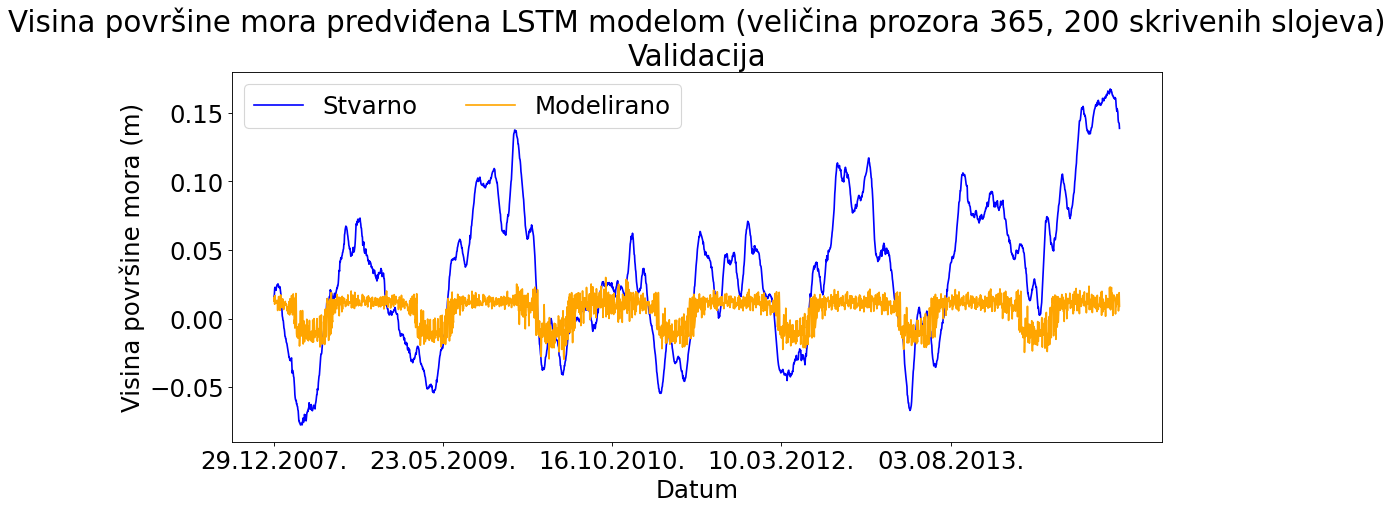 Visina površine mora predviđena LSTM modelom (veličina prozora 365, 200 skrivenih slojeva)
Validacija
Stvarno
Modelirano
Visina površine mora (m)
0.15
0.10
0.05
0.00
−0.05
29.12.2007.
23.05.2009.
16.10.2010.
10.03.2012.
03.08.2013.
Datum